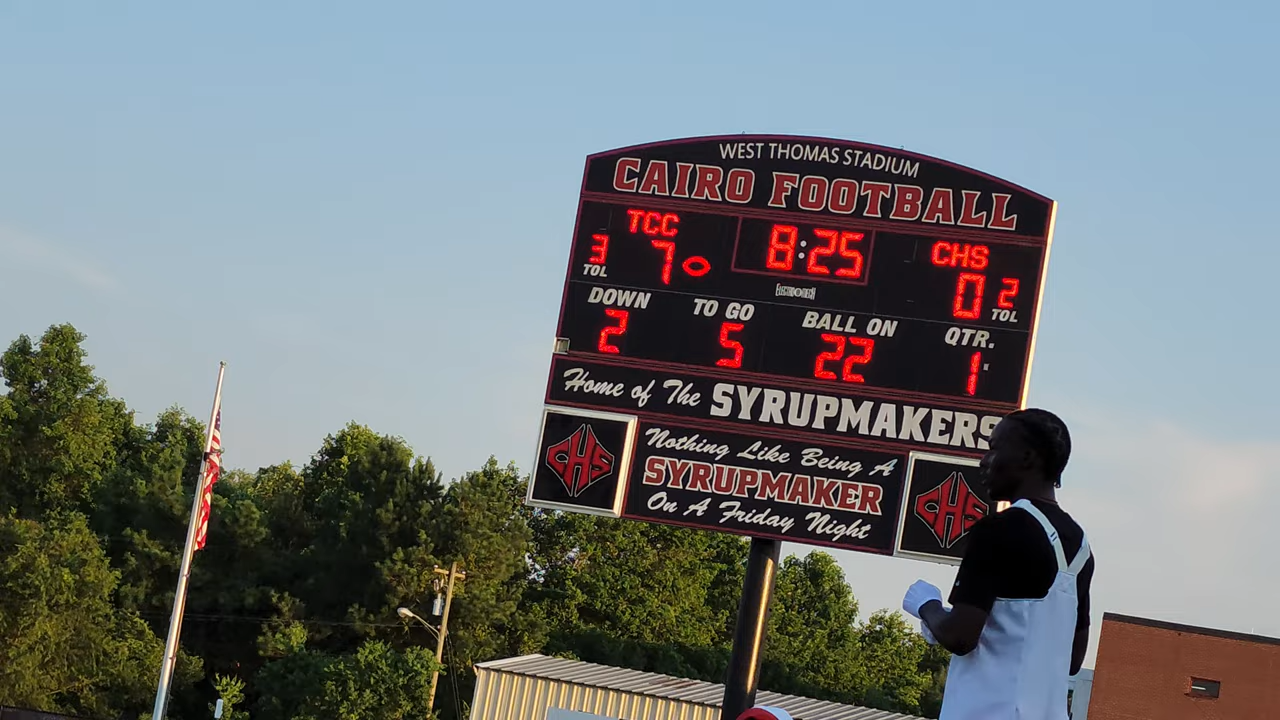 WEST THOMAS STADIUM
CAIRO FOOTBALL
TCC 8:25 CHS
3 7 0 2
TOL TOL
DOWN TO GO BALL ON QTR.
2 5 22 1
Home of The SYRUPMAKERS
Nothing Like Being A
SYRUPMAKER
On A Friday Night
CHS CHS